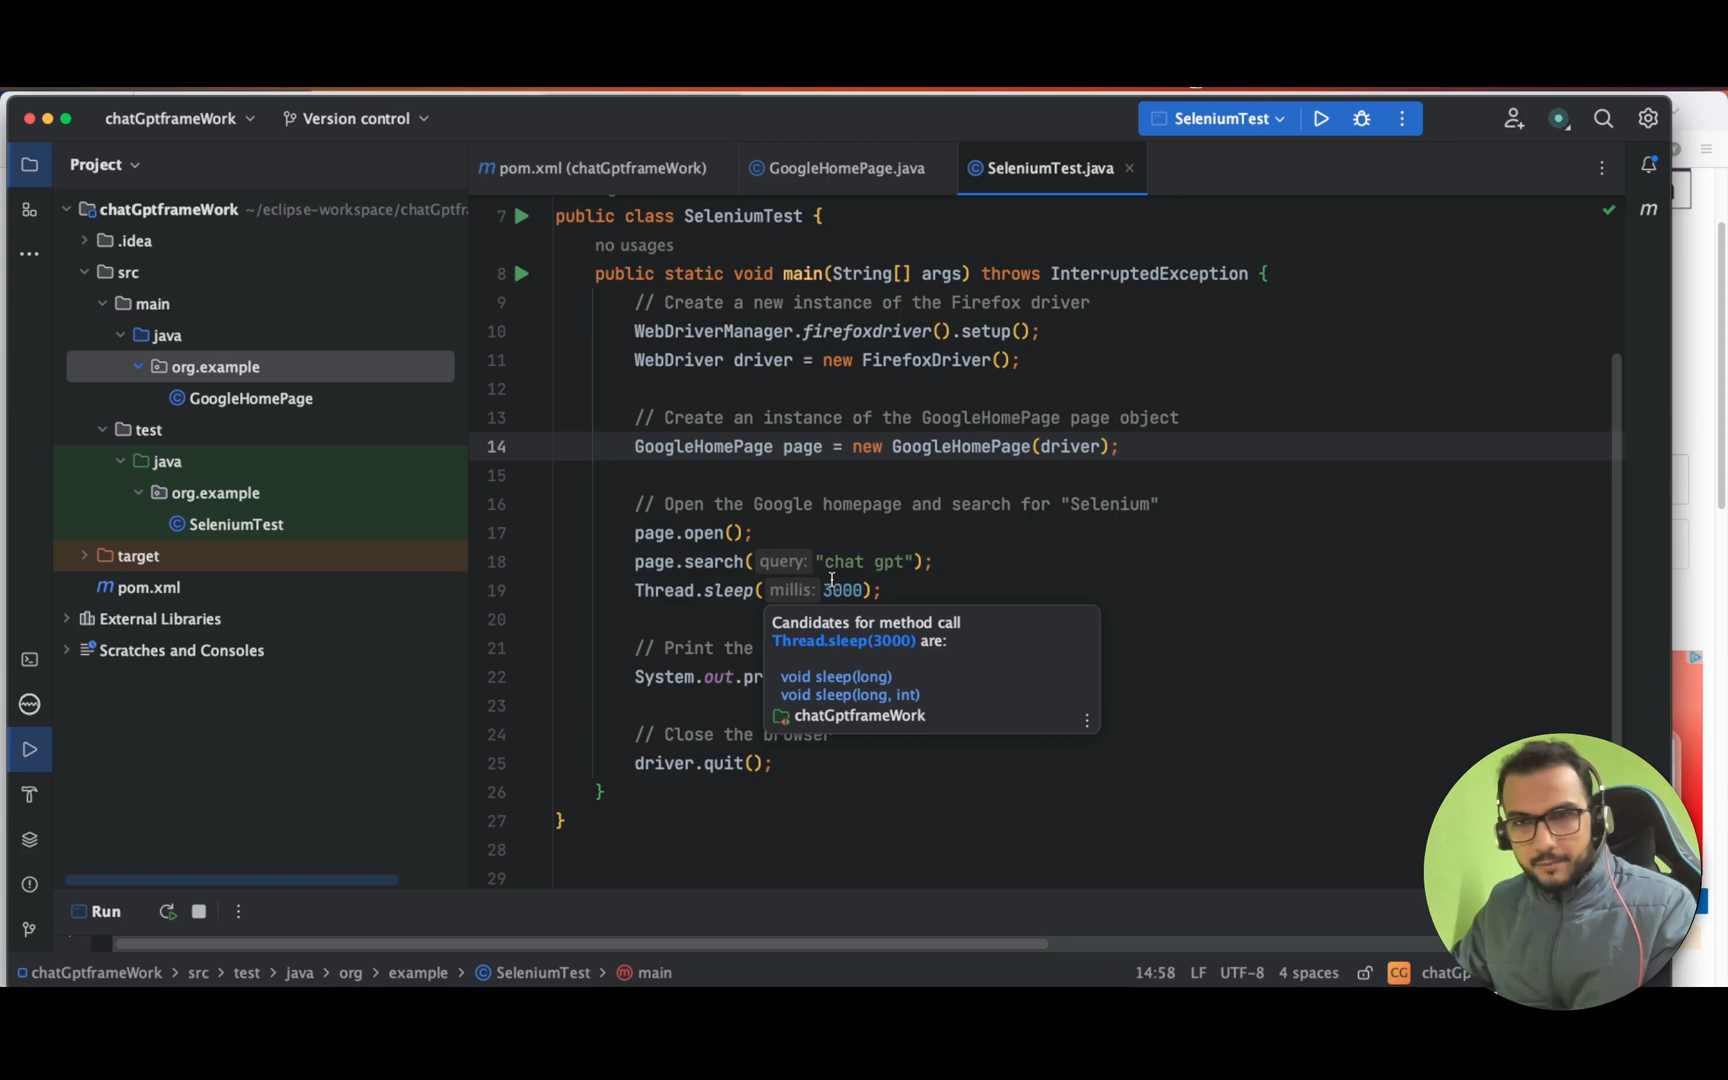 chatGptframeWork
Version control
SeleniumTest
Project
pom.xml (chatGptframeWork)
GoogleHomePage.java
SeleniumTest.java
chatGptframeWork ~/eclipse-workspace/chatGptfr
.idea
src
main
java
org.example
GoogleHomePage
test
java
org.example
SeleniumTest
target
pom.xml
External Libraries
Scratches and Consoles
7 public class SeleniumTest {
no usages
8 public static void main(String[] args) throws InterruptedException {
9 // Create a new instance of the Firefox driver
10 WebDriverManager.firefoxdriver().setup();
11 WebDriver driver = new FirefoxDriver();
12
13 // Create an instance of the GoogleHomePage page object
14 GoogleHomePage page = new GoogleHomePage(driver);
15
16 // Open the Google homepage and search for "Selenium"
17 page.open();
18 page.search( query: "chat gpt");
19 Thread.sleep( millis: 3000);
20
21 // Print the
22 System.out.pr
23
24 // Close the browser
25 driver.quit();
26 }
27 }
28
29
Candidates for method call
Thread.sleep(3000) are:
void sleep(long)
void sleep(long, int)
chatGptframeWork
Run
chatGptframeWork > src > test > java > org > example > SeleniumTest > main
14:58 LF UTF-8 4 spaces CG chatGp